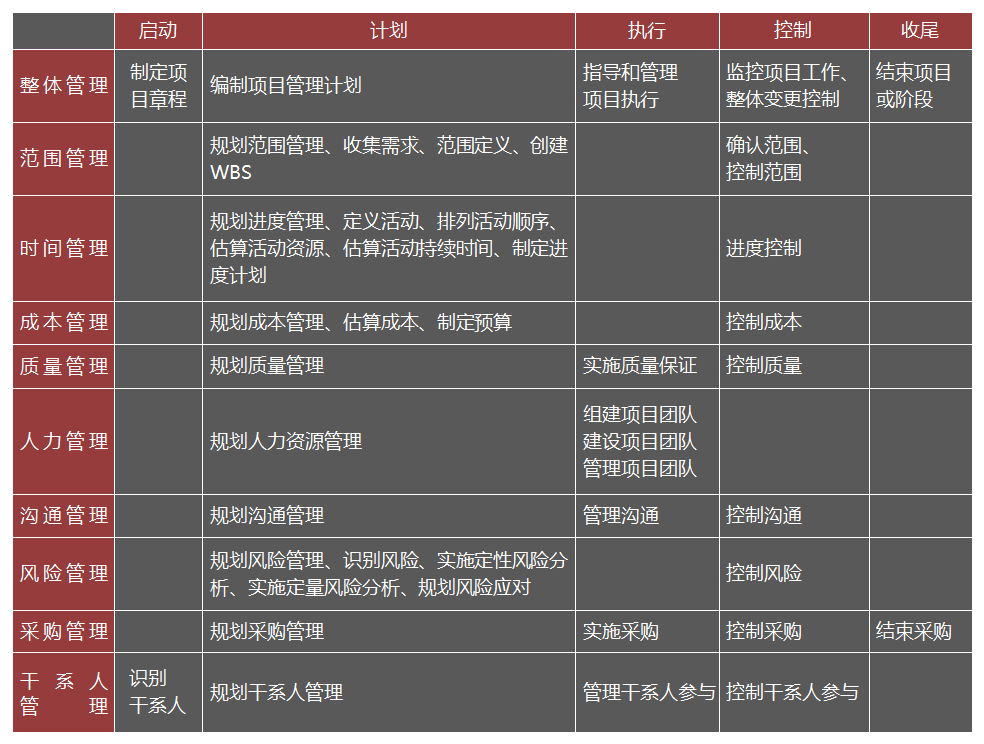 启动 计划 执行 控制 收尾
整体管理
制定项
目章程
编制项目管理计划
指导和管理
项目执行
监控项目工作、
整体变更控制
结束项目
或阶段
范围管理
规划范围管理、收集需求、范围定义、创建
WBS
确认范围、
控制范围
时间管理
规划进度管理、定义活动、排列活动顺序、
估算活动资源、估算活动持续时间、制定进
度计划
进度控制
成本管理
规划成本管理、估算成本、制定预算
控制成本
质量管理
规划质量管理
实施质量保证
控制质量
人力管理
规划人力资源管理
组建项目团队
建设项目团队
管理项目团队
沟通管理
规划沟通管理
管理沟通
控制沟通
风险管理
规划风险管理、识别风险、实施定性风险分
析、实施定量风险分析、规划风险应对
控制风险
采购管理
规划采购管理
实施采购
控制采购
结束采购
干系人
管理
识别
干系人
规划干系人管理
管理干系人参与
控制干系人参与